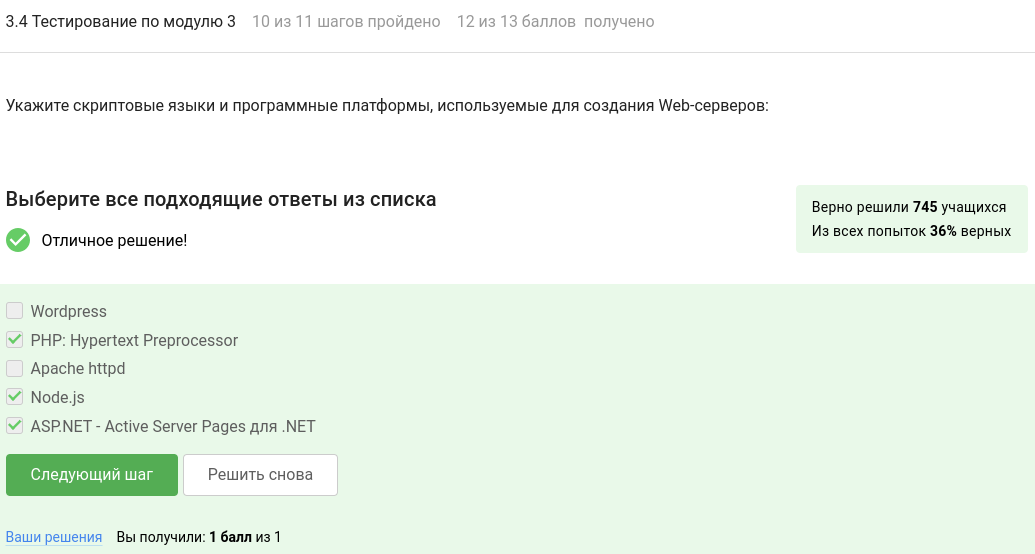 3.4 Тестирование по модулю 3 10 из 11 шагов пройдено 12 из 13 баллов получено
Укажите скриптовые языки и программные платформы, используемые для создания Web-серверов:
Выберите все подходящие ответы из списка
Верно решили 745 учащихся
Из всех попыток 36% верных
Отличное решение!
Wordpress
PHP: Hypertext Preprocessor
Apache httpd
Node.js
ASP.NET - Active Server Pages для .NET
Следующий шаг
Решить снова
Ваши решения Вы получили: 1 балл из 1